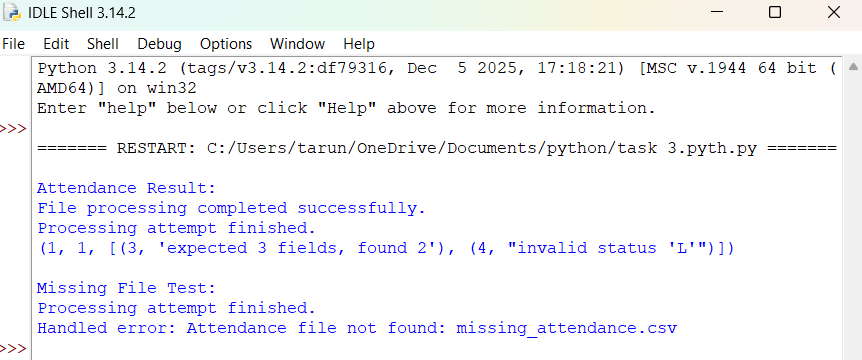 IDLE Shell 3.14.2
File Edit Shell Debug Options Window Help
Python 3.14.2 (tags/v3.14.2:df79316, Dec  5 2025, 17:18:21) [MSC v.1944 64 bit (
AMD64)] on win32
Enter "help" below or click "Help" above for more information.
>>>
======= RESTART: C:/Users/tarun/OneDrive/Documents/python/task 3.pyth.py =======
Attendance Result:
File processing completed successfully.
Processing attempt finished.
(1, 1, [(3, 'expected 3 fields, found 2'), (4, "invalid status 'L'")])
Missing File Test:
Processing attempt finished.
Handled error: Attendance file not found: missing_attendance.csv
>>>